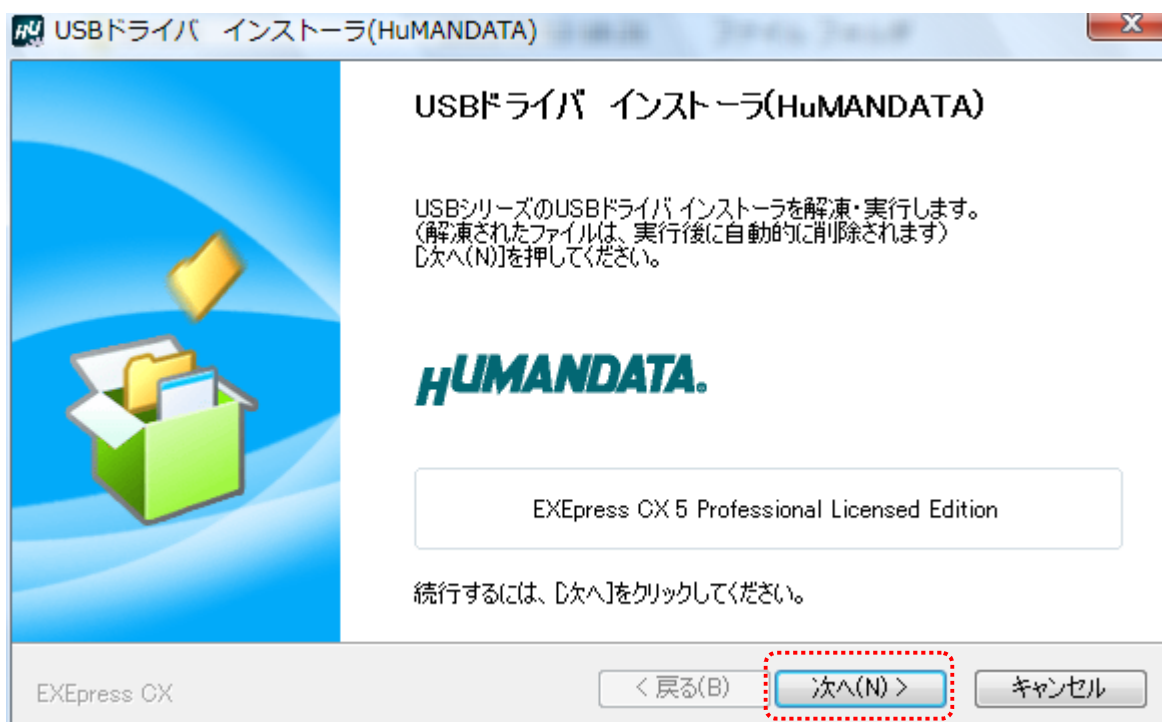 USBドライバ　インストーラ(HuMANDATA)
USBドライバ　インストーラ(HuMANDATA)
USBシリーズのUSBドライバ インストーラを解凍・実行します。
(解凍されたファイルは、実行後に自動的に削除されます)
[次へ(N)]を押してください。
HUMANDATA.
EXEpress CX 5 Professional Licensed Edition
続行するには、[次へ]をクリックしてください。
EXEpress CX
< 戻る(B)
次へ(N) >
キャンセル